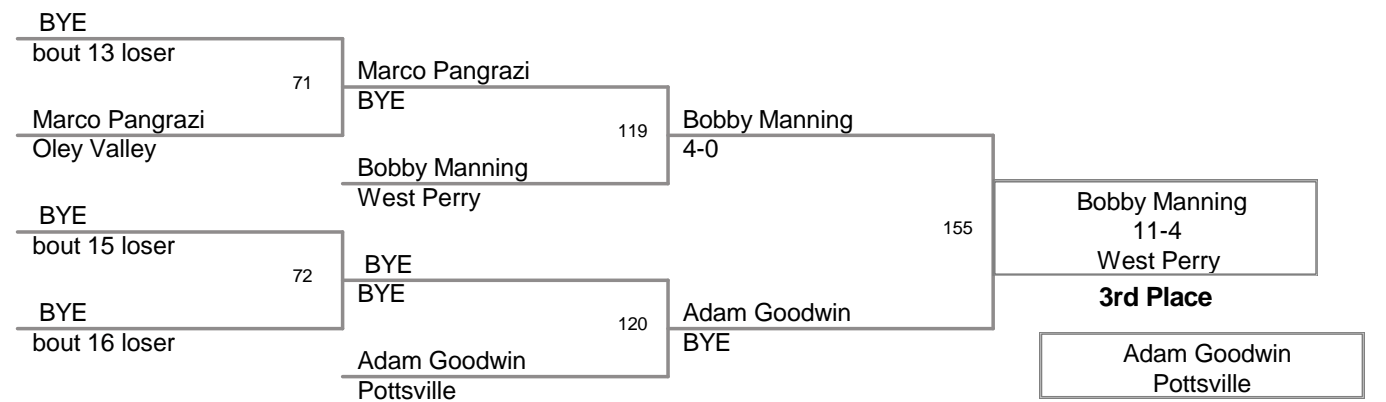 BYE
bout 13 loser
71
Marco Pangrazi
Oley Valley
Marco Pangrazi
BYE
119
Bobby Manning
West Perry
Bobby Manning
4-0
BYE
bout 15 loser
72
BYE
bout 16 loser
BYE
BYE
120
Adam Goodwin
Pottsville
Adam Goodwin
BYE
155
Bobby Manning
11-4
West Perry
3rd Place
Adam Goodwin
Pottsville